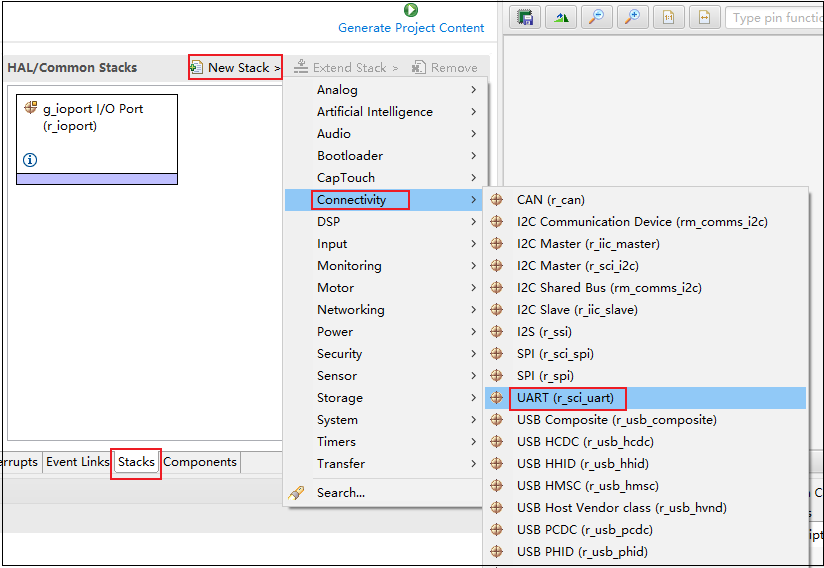 Generate Project Content
Type pin functi
HAL/Common Stacks
New Stack >
Extend Stack >
Remove
g_ioport I/O Port
(r_ioport)
Analog
Artificial Intelligence
Audio
Bootloader
CapTouch
Connectivity
DSP
Input
Monitoring
Motor
Networking
Power
Security
Sensor
Storage
System
Timers
Transfer
Search...
CAN (r_can)
I2C Communication Device (rm_comms_i2c)
I2C Master (r_iic_master)
I2C Master (r_sci_i2c)
I2C Shared Bus (rm_comms_i2c)
I2C Slave (r_iic_slave)
I2S (r_ssi)
SPI (r_sci_spi)
SPI (r_spi)
UART (r_sci_uart)
USB Composite (r_usb_composite)
USB HCDC (r_usb_hcdc)
USB HHID (r_usb_hhid)
USB HMSC (r_usb_hmsc)
USB Host Vendor class (r_usb_hvnd)
USB PCDC (r_usb_pcdc)
USB PHID (r_usb_phid)
errupts
Event Links
Stacks
Components